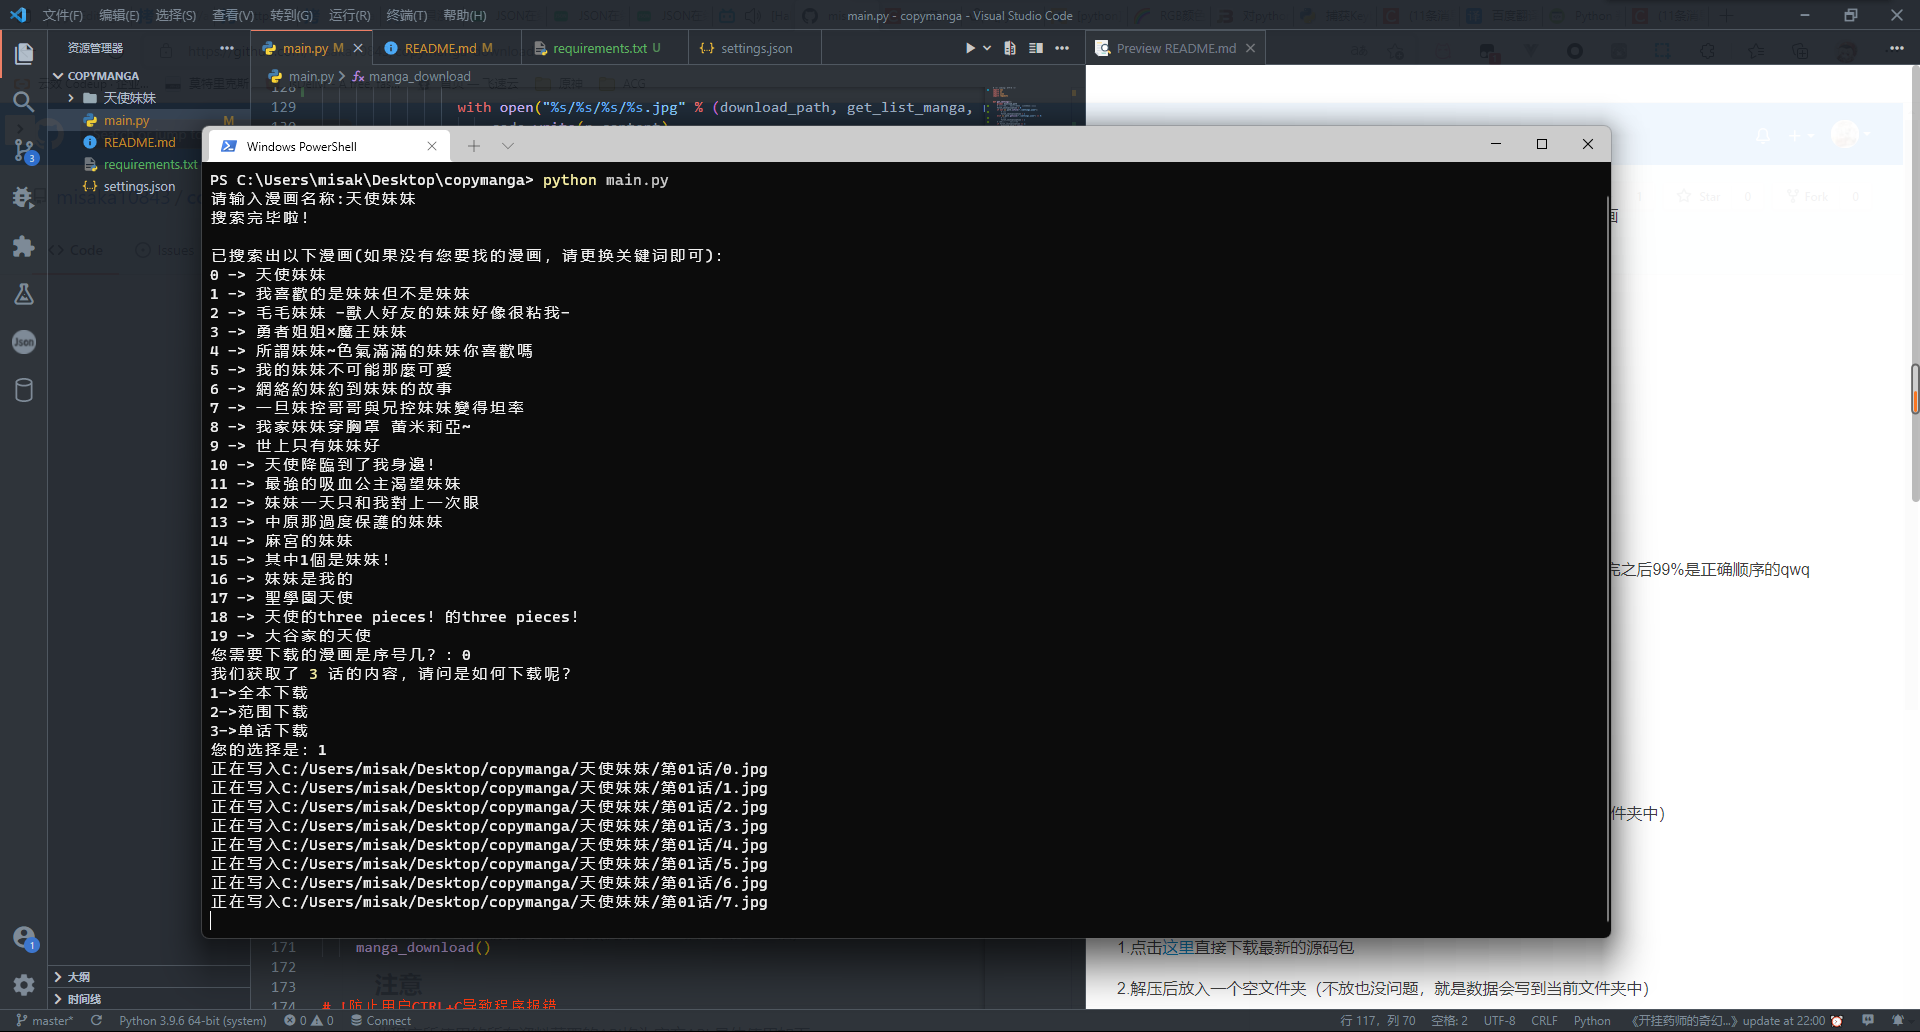 文件(F) 编辑(E) 选择(S) 查看(V) 转到(G) 运行(R) 终端(T) 帮助(H)
main.py - copymanga - Visual Studio Code
资源管理器
main.py M
README.md M
requirements.txt U
settings.json
Preview README.md
COPYMANGA
main.py > manga_download
天使妹妹
main.py M
README.md
requirements.txt
settings.json
128
129 with open("%s/%s/%s/%s.jpg" % (download_path, get_list_manga,
Windows PowerShell
PS C:\Users\misak\Desktop\copymanga> python main.py
请输入漫画名称:天使妹妹
搜索完毕啦!
已搜索出以下漫画(如果没有您要找的漫画, 请更换关键词即可):
0 -> 天使妹妹
1 -> 我喜歡的是妹妹但不是妹妹
2 -> 毛毛妹妹 -獸人好友的妹妹好像很粘我-
3 -> 勇者姐姐×魔王妹妹
4 -> 所謂妹妹~色氣滿滿的妹妹你喜歡嗎
5 -> 我的妹妹不可能那麼可愛
6 -> 網絡約妹約到妹妹的故事
7 -> 一旦妹控哥哥與兄控妹妹變得坦率
8 -> 我家妹妹穿胸罩 蕾米莉亞~
9 -> 世上只有妹妹好
10 -> 天使降臨到了我身邊!
11 -> 最強的吸血公主渴望妹妹
12 -> 妹妹一天只和我對上一次眼
13 -> 中原那過度保護的妹妹
14 -> 麻宮的妹妹
15 -> 其中1個是妹妹!
16 -> 妹妹是我的
17 -> 聖學園天使
18 -> 天使的three pieces! 的three pieces!
19 -> 大谷家的天使
您需要下载的漫画是序号几? : 0
我们获取了 3 话的内容, 请问是如何下载呢?
1->全本下载
2->范围下载
3->单话下载
您的选择是: 1
正在写入C:/Users/misak/Desktop/copymanga/天使妹妹/第01话/0.jpg
正在写入C:/Users/misak/Desktop/copymanga/天使妹妹/第01话/1.jpg
正在写入C:/Users/misak/Desktop/copymanga/天使妹妹/第01话/2.jpg
正在写入C:/Users/misak/Desktop/copymanga/天使妹妹/第01话/3.jpg
正在写入C:/Users/misak/Desktop/copymanga/天使妹妹/第01话/4.jpg
正在写入C:/Users/misak/Desktop/copymanga/天使妹妹/第01话/5.jpg
正在写入C:/Users/misak/Desktop/copymanga/天使妹妹/第01话/6.jpg
正在写入C:/Users/misak/Desktop/copymanga/天使妹妹/第01话/7.jpg
Star 0 Fork 0
Code Issues
画
完之后99%是正确顺序的qwq
件夹中)
1.点击这里直接下载最新的源码包
2.解压后放入一个空文件夹（不放也没问题，就是数据会写到当前文件夹中）
171 manga_download()
172
173
注意
174 # !防止用户CTRL+C导致程序报错
大纲
时间线
master* Python 3.9.6 64-bit (system) 0 0 Connect
行 117，列 70 空格: 2 UTF-8 CRLF Python 《开挂药师的奇幻...》update at 22:00